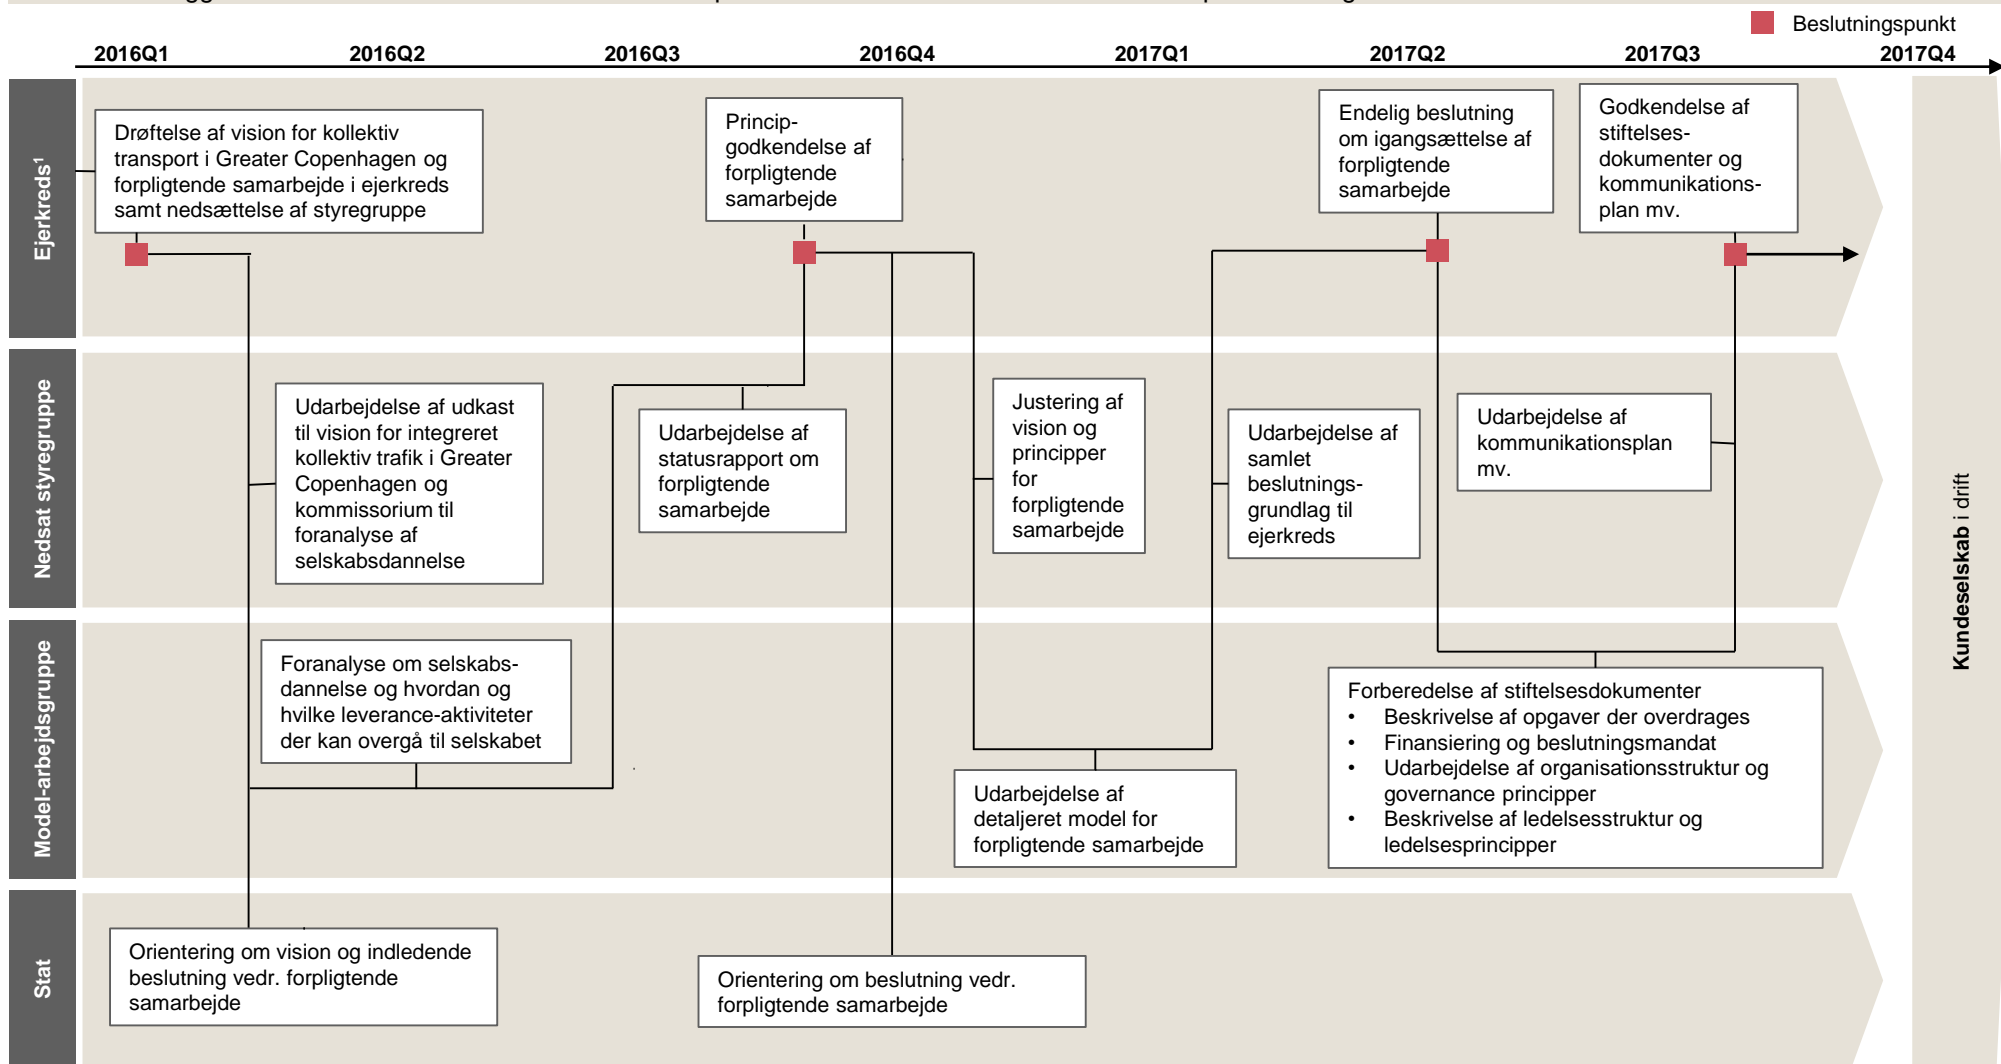 Beslutningspunkt
2016Q1 2016Q2 2016Q3 2016Q4 2017Q1 2017Q2 2017Q3 2017Q4
Ejerkreds¹
Drøftelse af vision for kollektiv
transport i Greater Copenhagen og
forpligtende samarbejde i ejerkreds
samt nedsættelse af styregruppe
Princip-
godkendelse af
forpligtende
samarbejde
Endelig beslutning
om igangsættelse af
forpligtende
samarbejde
Godkendelse af
stiftelses-
dokumenter og
kommunikations-
plan mv.
Nedsat styregruppe
Udarbejdelse af udkast
til vision for integreret
kollektiv trafik i Greater
Copenhagen og
kommissorium til
foranalyse af
selskabsdannelse
Udarbejdelse af
statusrapport om
forpligtende
samarbejde
Justering af
vision og
principper
for
forpligtende
samarbejde
Udarbejdelse af
samlet
beslutnings-
grundlag til
ejerkreds
Udarbejdelse af
kommunikationsplan
mv.
Model-arbejdsgruppe
Foranalyse om selskabs-
dannelse og hvordan og
hvilke leverance-aktiviteter
der kan overgå til selskabet
Udarbejdelse af
detaljeret model for
forpligtende samarbejde
Forberedelse af stiftelsesdokumenter
• Beskrivelse af opgaver der overdrages
• Finansiering og beslutningsmandat
• Udarbejdelse af organisationsstruktur og
governance principper
• Beskrivelse af ledelsesstruktur og
ledelsesprincipper
Stat
Orientering om vision og indledende
beslutning vedr. forpligtende
samarbejde
Orientering om beslutning vedr.
forpligtende samarbejde
Kundeselskab i drift